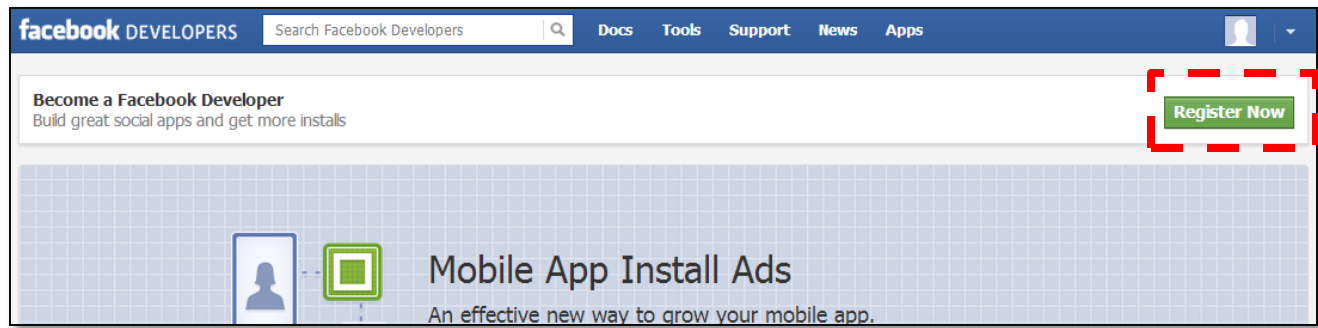 facebook DEVELOPERS Search Facebook Developers Docs Tools Support News Apps
Become a Facebook Developer
Build great social apps and get more installs
Register Now
Mobile App Install Ads
An effective new way to grow your mobile app.